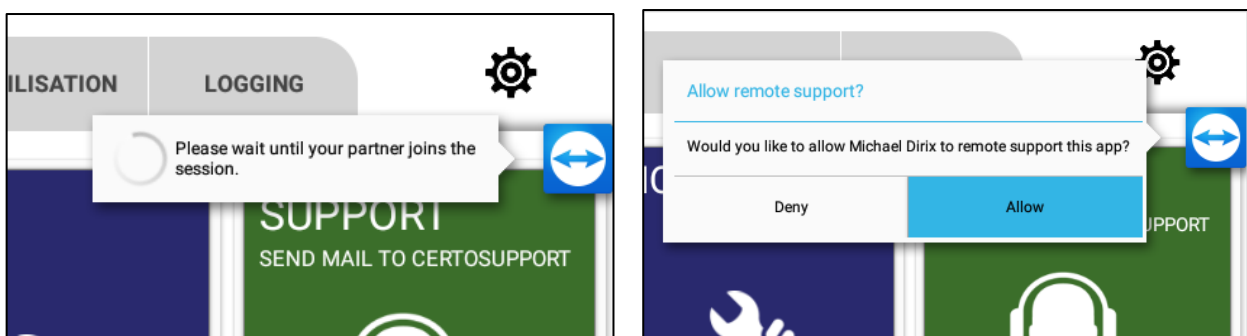 ILISATION
LOGGING
Please wait until your partner joins the
session.
SUPPORT
SEND MAIL TO CERTOSUPPORT
Allow remote support?
Would you like to allow Michael Dirix to remote support this app?
Deny
Allow
UPPORT